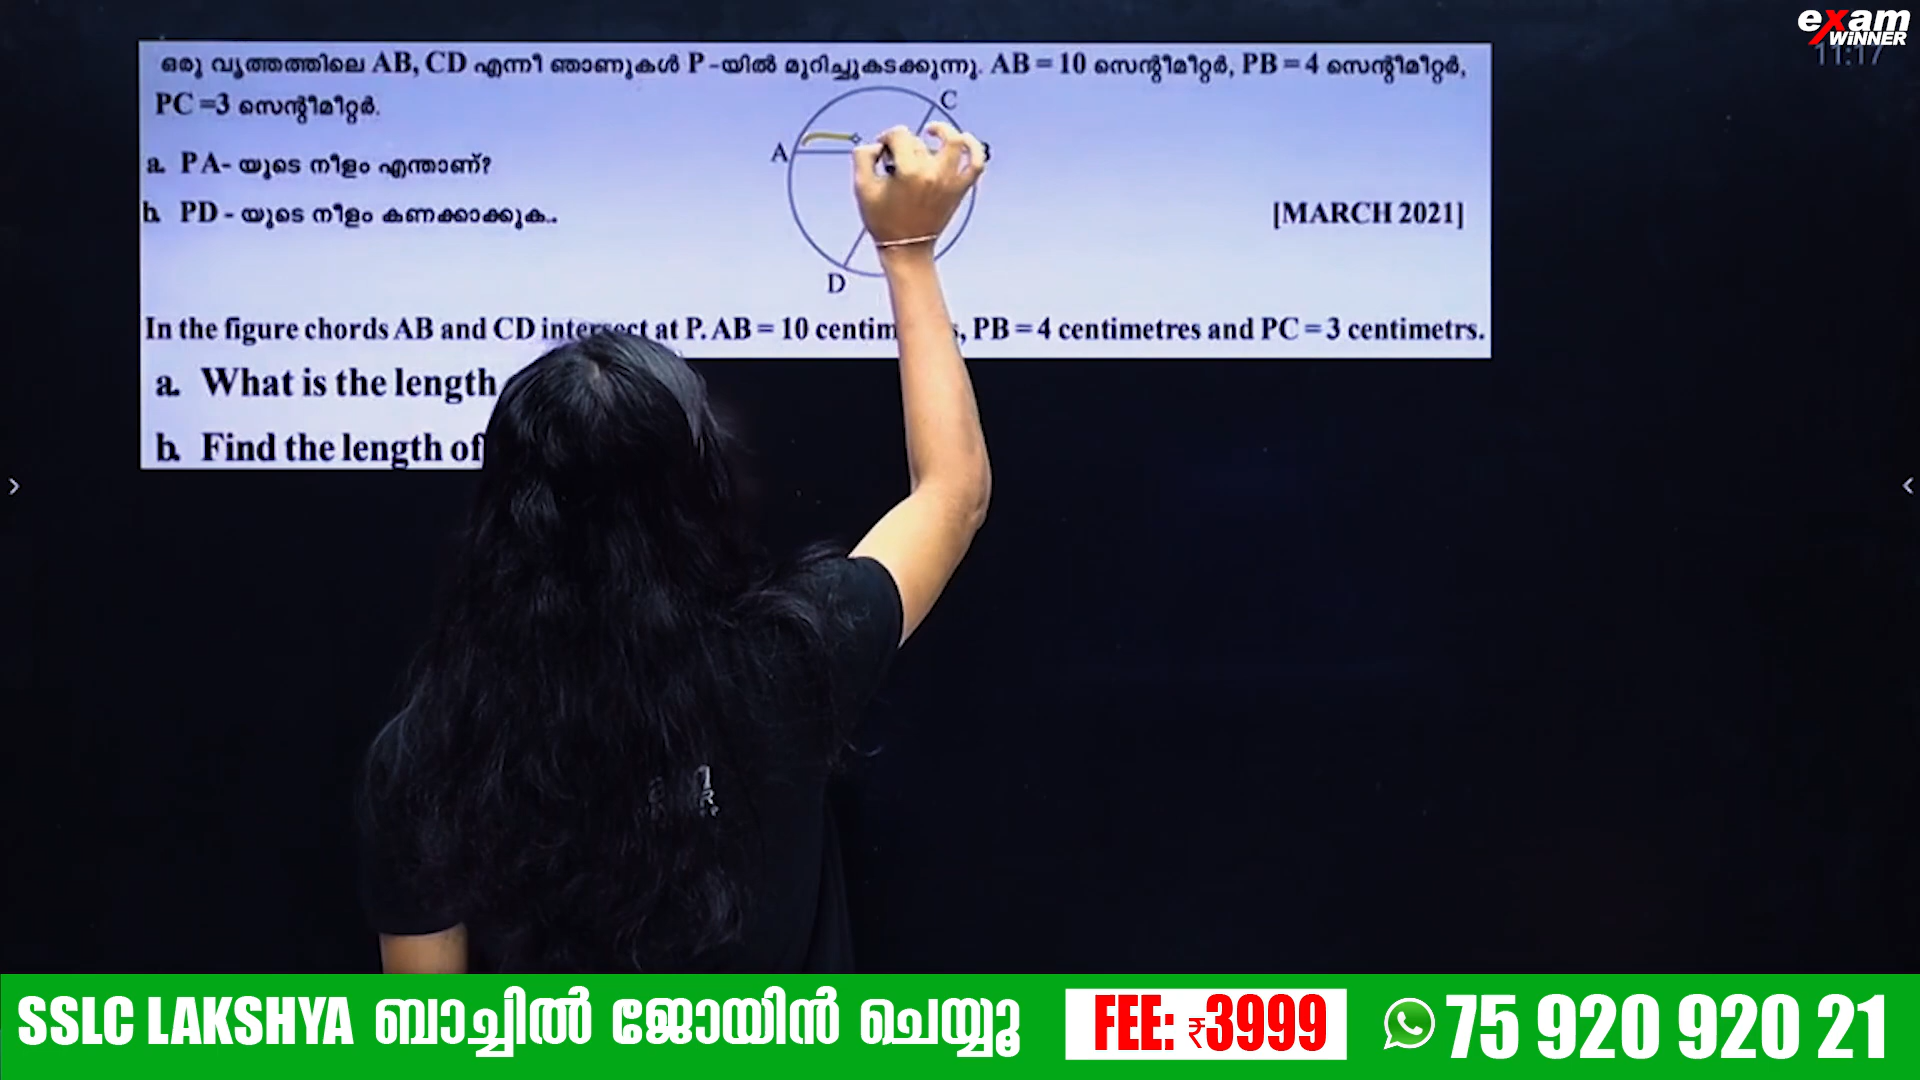 exam
WiNNER
11:17
ഒരു വൃത്തത്തിലെ AB, CD എന്നീ ഞാണുകൾ P -യിൽ മുറിച്ചുകടക്കുന്നു. AB = 10 സെന്റീമീറ്റർ, PB = 4 സെന്റീമീറ്റർ,
PC =3 സെന്റീമീറ്റർ.
C
A
a. PA- യുടെ നീളം എന്താണ്?
b. PD - യുടെ നീളം കണക്കാക്കുക..
[MARCH 2021]
D
In the figure chords AB and CD intersect at P. AB = 10 PB = 4 centimetres and PC = 3 centimetrs.
a. What is the length
b. Find the length of
SSLC LAKSHYA ബാച്ചിൽ ജോയിൻ ചെയ്യൂ FEE: ₹3999 75 920 920 21